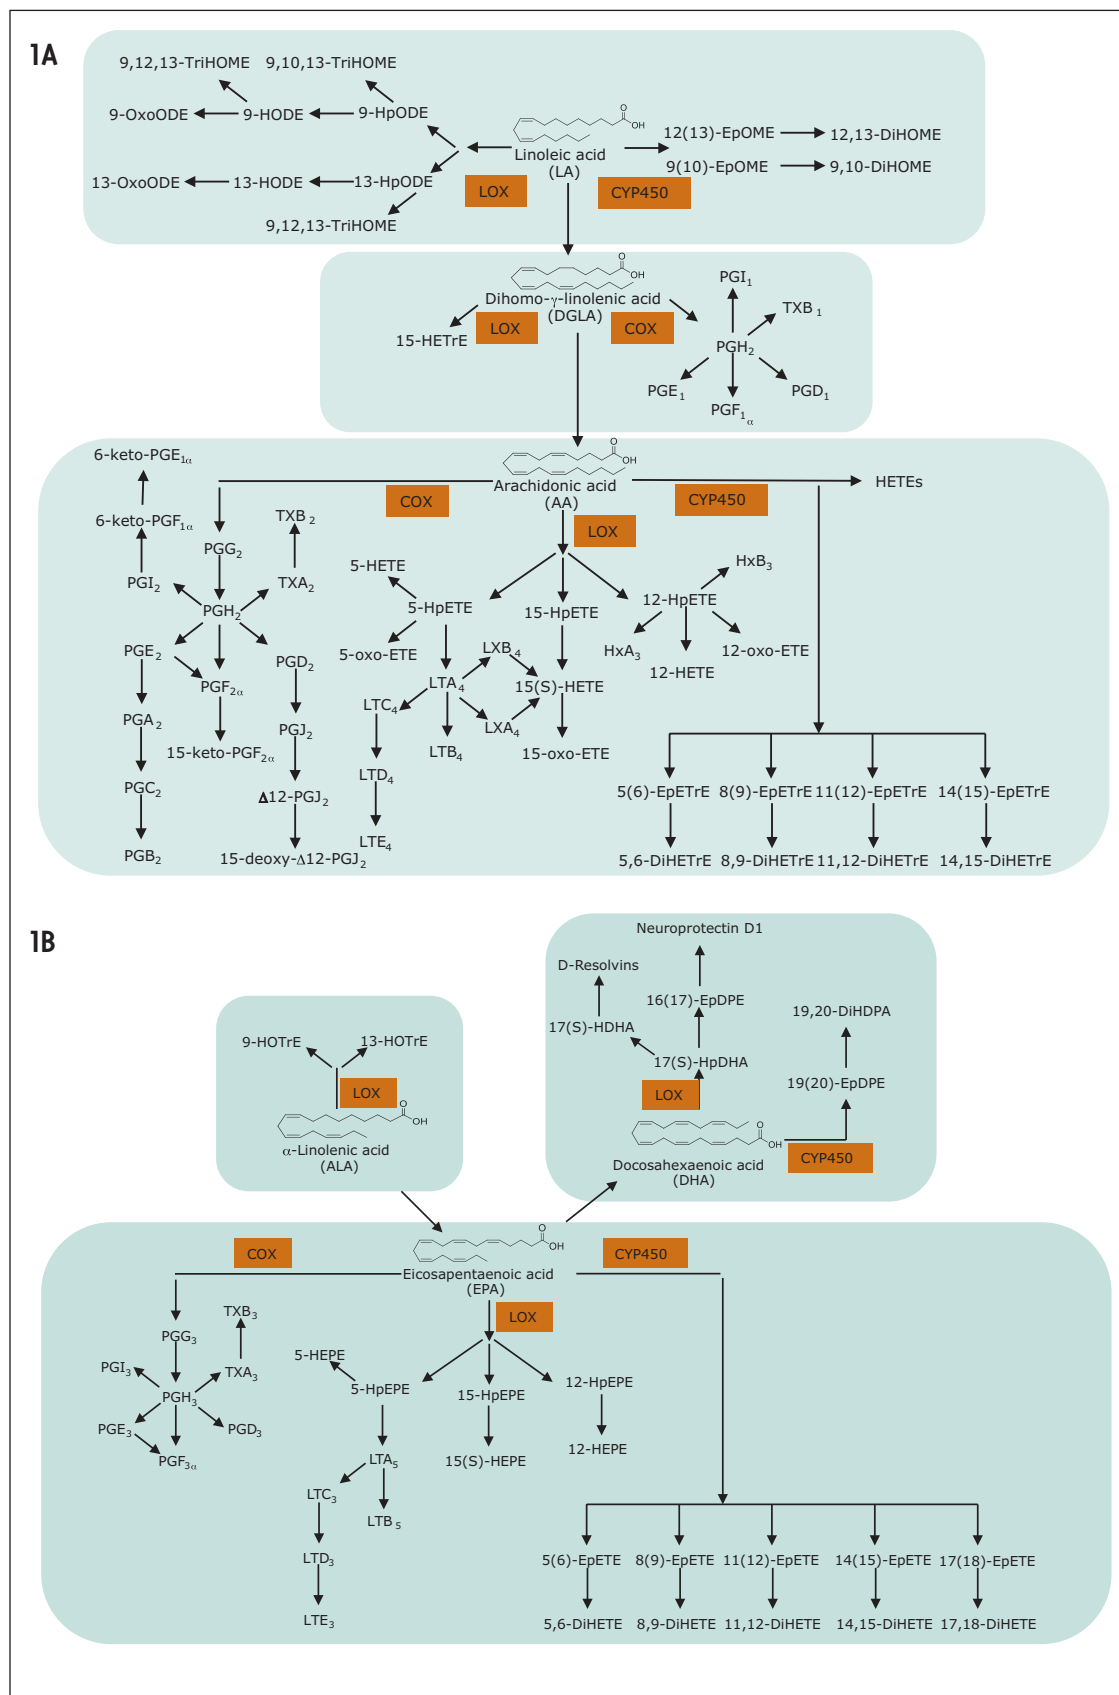 1A
9,12,13-TriHOME 9,10,13-TriHOME
9-OxoODE 9-HODE 9-HpODE
O
OH
Linoleic acid
(LA)
12(13)-EpOME 12,13-DiHOME
9(10)-EpOME 9,10-DiHOME
13-OxoODE 13-HODE 13-HpODE
LOX CYP450
9,12,13-TriHOME
O
OH
Dihomo-γ-linolenic acid
(DGLA)
LOX COX
15-HETrE
PGI1
TXB1
PGH2
PGE1 PGD1
PGF1α
O
OH
Arachidonic acid
(AA)
COX CYP450
HETEs
LOX
6-keto-PGE1α
6-keto-PGF1α
TXB2
PGG2
PGI2 TXA2
PGH2
PGE2 PGD2
PGF2α
PGA2 PGJ2
15-keto-PGF2α
PGC2 Δ12-PGJ2
PGB2 15-deoxy-Δ12-PGJ2
5-HETE
5-HpETE 15-HpETE 12-HpETE
HxB3
5-oxo-ETE
HxA3 12-oxo-ETE
12-HETE
LXB4
LTA4 15(S)-HETE
LTC4 LXA4
LTB4 15-oxo-ETE
LTD4
LTE4
5(6)-EpETrE 8(9)-EpETrE 11(12)-EpETrE 14(15)-EpETrE
5,6-DiHETrE 8,9-DiHETrE 11,12-DiHETrE 14,15-DiHETrE
1B
9-HOTrE 13-HOTrE
LOX
O
OH
α-Linolenic acid
(ALA)
Neuroprotectin D1
D-Resolvins
16(17)-EpDPE
17(S)-HDHA
17(S)-HpDHA
19,20-DiHDPA
19(20)-EpDPE
LOX
O
OH
Docosahexaenoic acid
(DHA)
CYP450
O
OH
Eicosapentaenoic acid
(EPA)
COX CYP450
LOX
TXB3
PGG3
PGI3 TXA3
PGH3
PGE3 PGD3
PGF3α
5-HEPE
5-HpEPE 15-HpEPE 12-HpEPE
15(S)-HEPE 12-HEPE
LTA5
LTC3
LTB5
LTD3
LTE3
5(6)-EpETE 8(9)-EpETE 11(12)-EpETE 14(15)-EpETE 17(18)-EpETE
5,6-DiHETE 8,9-DiHETE 11,12-DiHETE 14,15-DiHETE 17,18-DiHETE